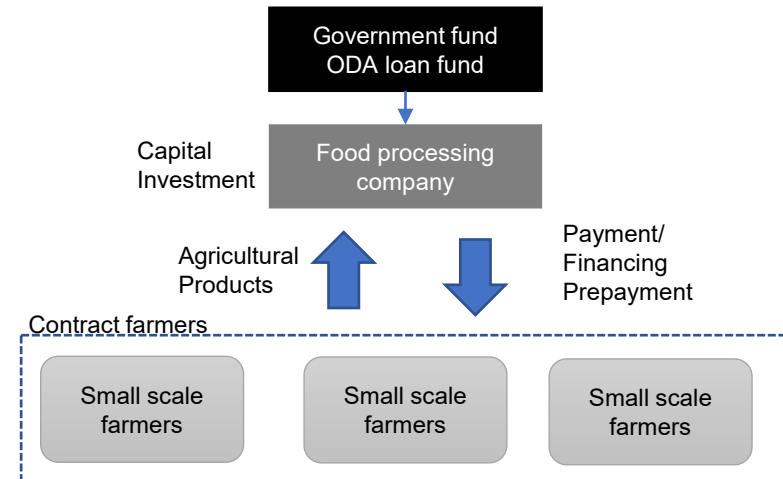 Government fund
ODA loan fund
Capital
Investment
Food processing
company
Agricultural
Products
Payment/
Financing
Prepayment
Contract farmers
Small scale
farmers
Small scale
farmers
Small scale
farmers